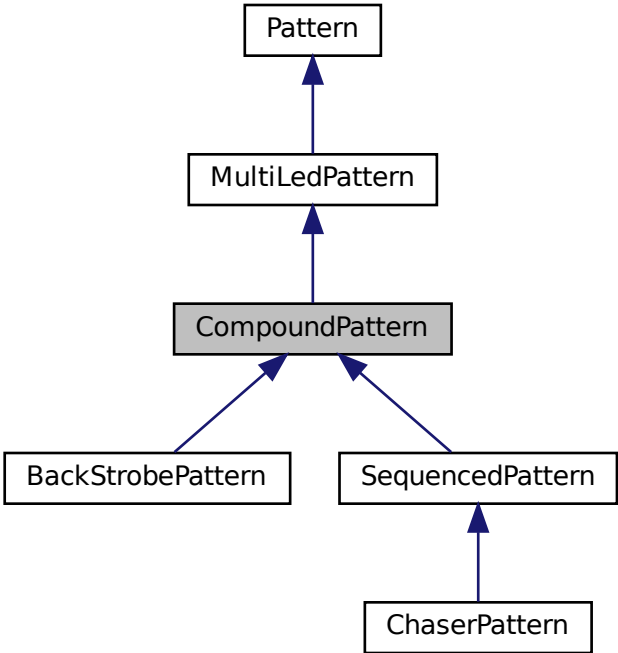 Pattern
MultiLedPattern
CompoundPattern
BackStrobePattern
SequencedPattern
ChaserPattern